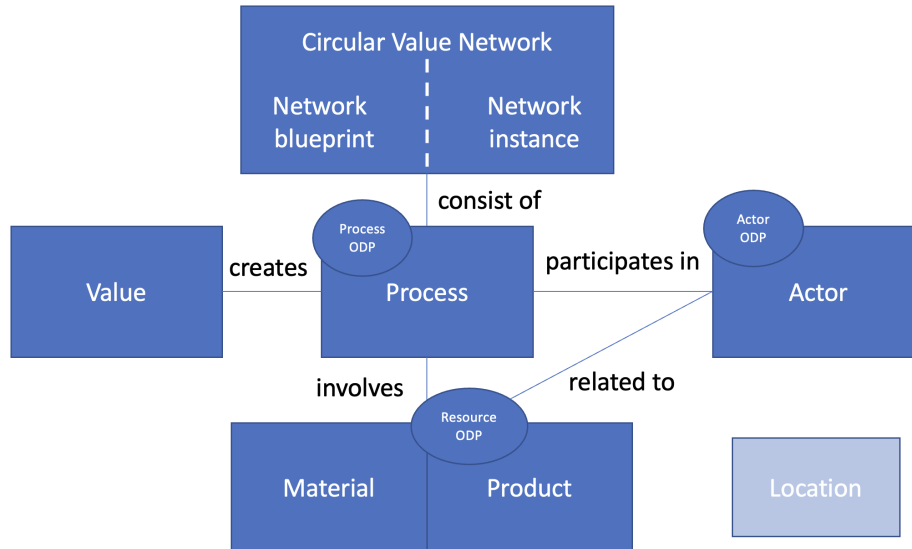 Circular Value Network
Network
blueprint
Network
instance
consist of
Process
ODP
Actor
ODP
Value
creates
Process
participates in
Actor
involves
related to
Resource
ODP
Material
Product
Location